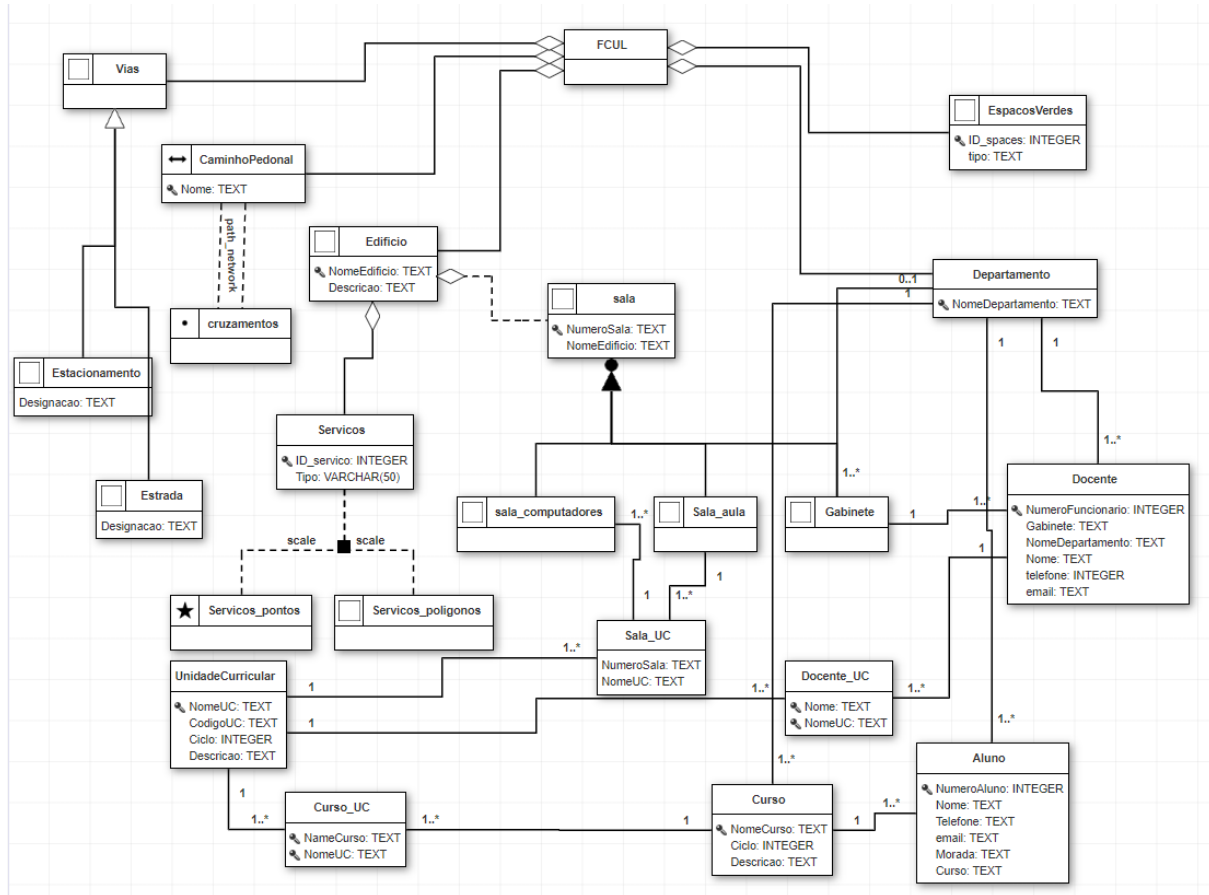 FCUL
Vias
EspacosVerdes
ID_spaces: INTEGER
tipo: TEXT
CaminhoPedonal
Nome: TEXT
path_network
Edificio
NomeEdificio: TEXT
Descricao: TEXT
Departamento
NomeDepartamento: TEXT
0..1
1
sala
NumeroSala: TEXT
NomeEdificio: TEXT
cruzamentos
1
1
Estacionamento
Designacao: TEXT
Servicos
ID_servico: INTEGER
Tipo: VARCHAR(50)
1..*
1..*
Docente
NumeroFuncionario: INTEGER
Gabinete: TEXT
NomeDepartamento: TEXT
Nome: TEXT
telefone: INTEGER
email: TEXT
Estrada
Designacao: TEXT
sala_computadores
1..*
Sala_aula
Gabinete
1
1..*
scale
scale
1
1
1
1..*
Servicos_pontos
Servicos_poligonos
Sala_UC
NumeroSala: TEXT
NomeUC: TEXT
1..*
1
UnidadeCurricular
NomeUC: TEXT
CodigoUC: TEXT
Ciclo: INTEGER
Descricao: TEXT
1
Docente_UC
Nome: TEXT
NomeUC: TEXT
1..*
1..*
1..*
1..*
Aluno
NumeroAluno: INTEGER
Nome: TEXT
Telefone: TEXT
email: TEXT
Morada: TEXT
Curso: TEXT
1
1..*
Curso_UC
NameCurso: TEXT
NomeUC: TEXT
1..*
1
Curso
NomeCurso: TEXT
Ciclo: INTEGER
Descricao: TEXT
1
1..*